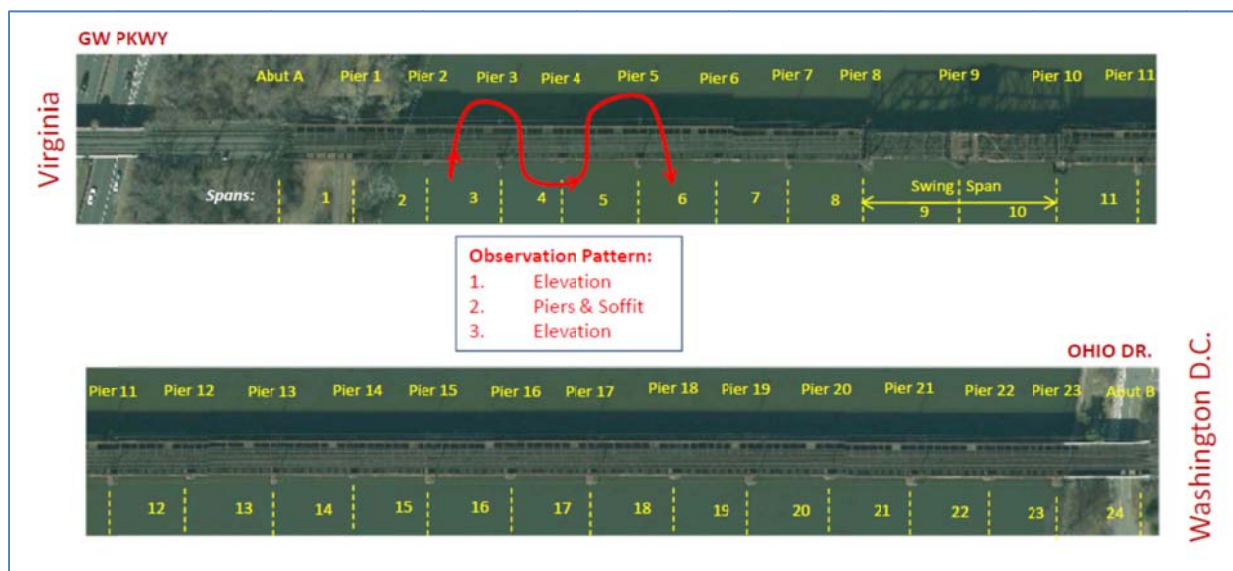 GW PKWY
Virginia
Abut A Pier 1 Pier 2 Pier 3 Pier 4 Pier 5 Pier 6 Pier 7 Pier 8 Pier 9 Pier 10 Pier 11
Swing Span
Spans: 1 2 3 4 5 6 7 8 9 10 11
Observation Pattern:
1. Elevation
2. Piers & Soffit
3. Elevation
OHIO DR.
Washington D.C.
Pier 11 Pier 12 Pier 13 Pier 14 Pier 15 Pier 16 Pier 17 Pier 18 Pier 19 Pier 20 Pier 21 Pier 22 Pier 23 Abut B
12 13 14 15 16 17 18 19 20 21 22 23 24